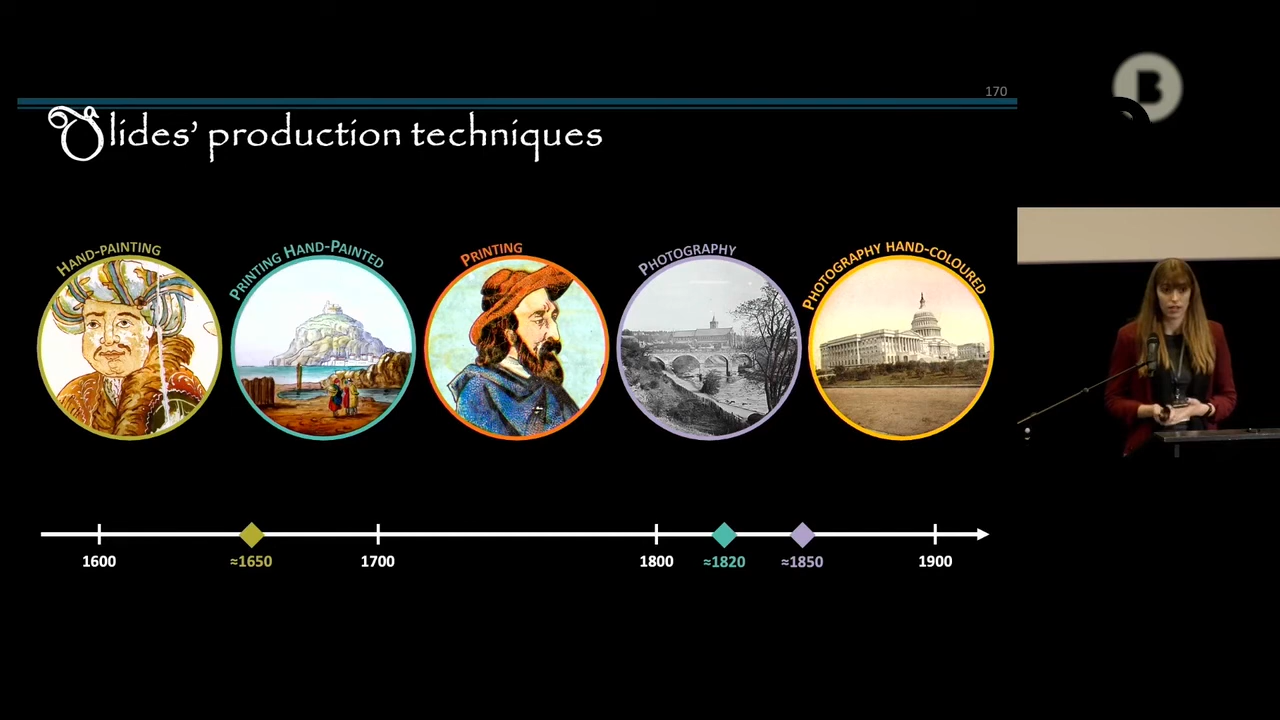 170
B
Slides' production techniques
Hand-painting
Printing Hand-Painted
Printing
Photography
Photography hand-coloured
1600
≈1650
1700
1800
≈1820
≈1850
1900